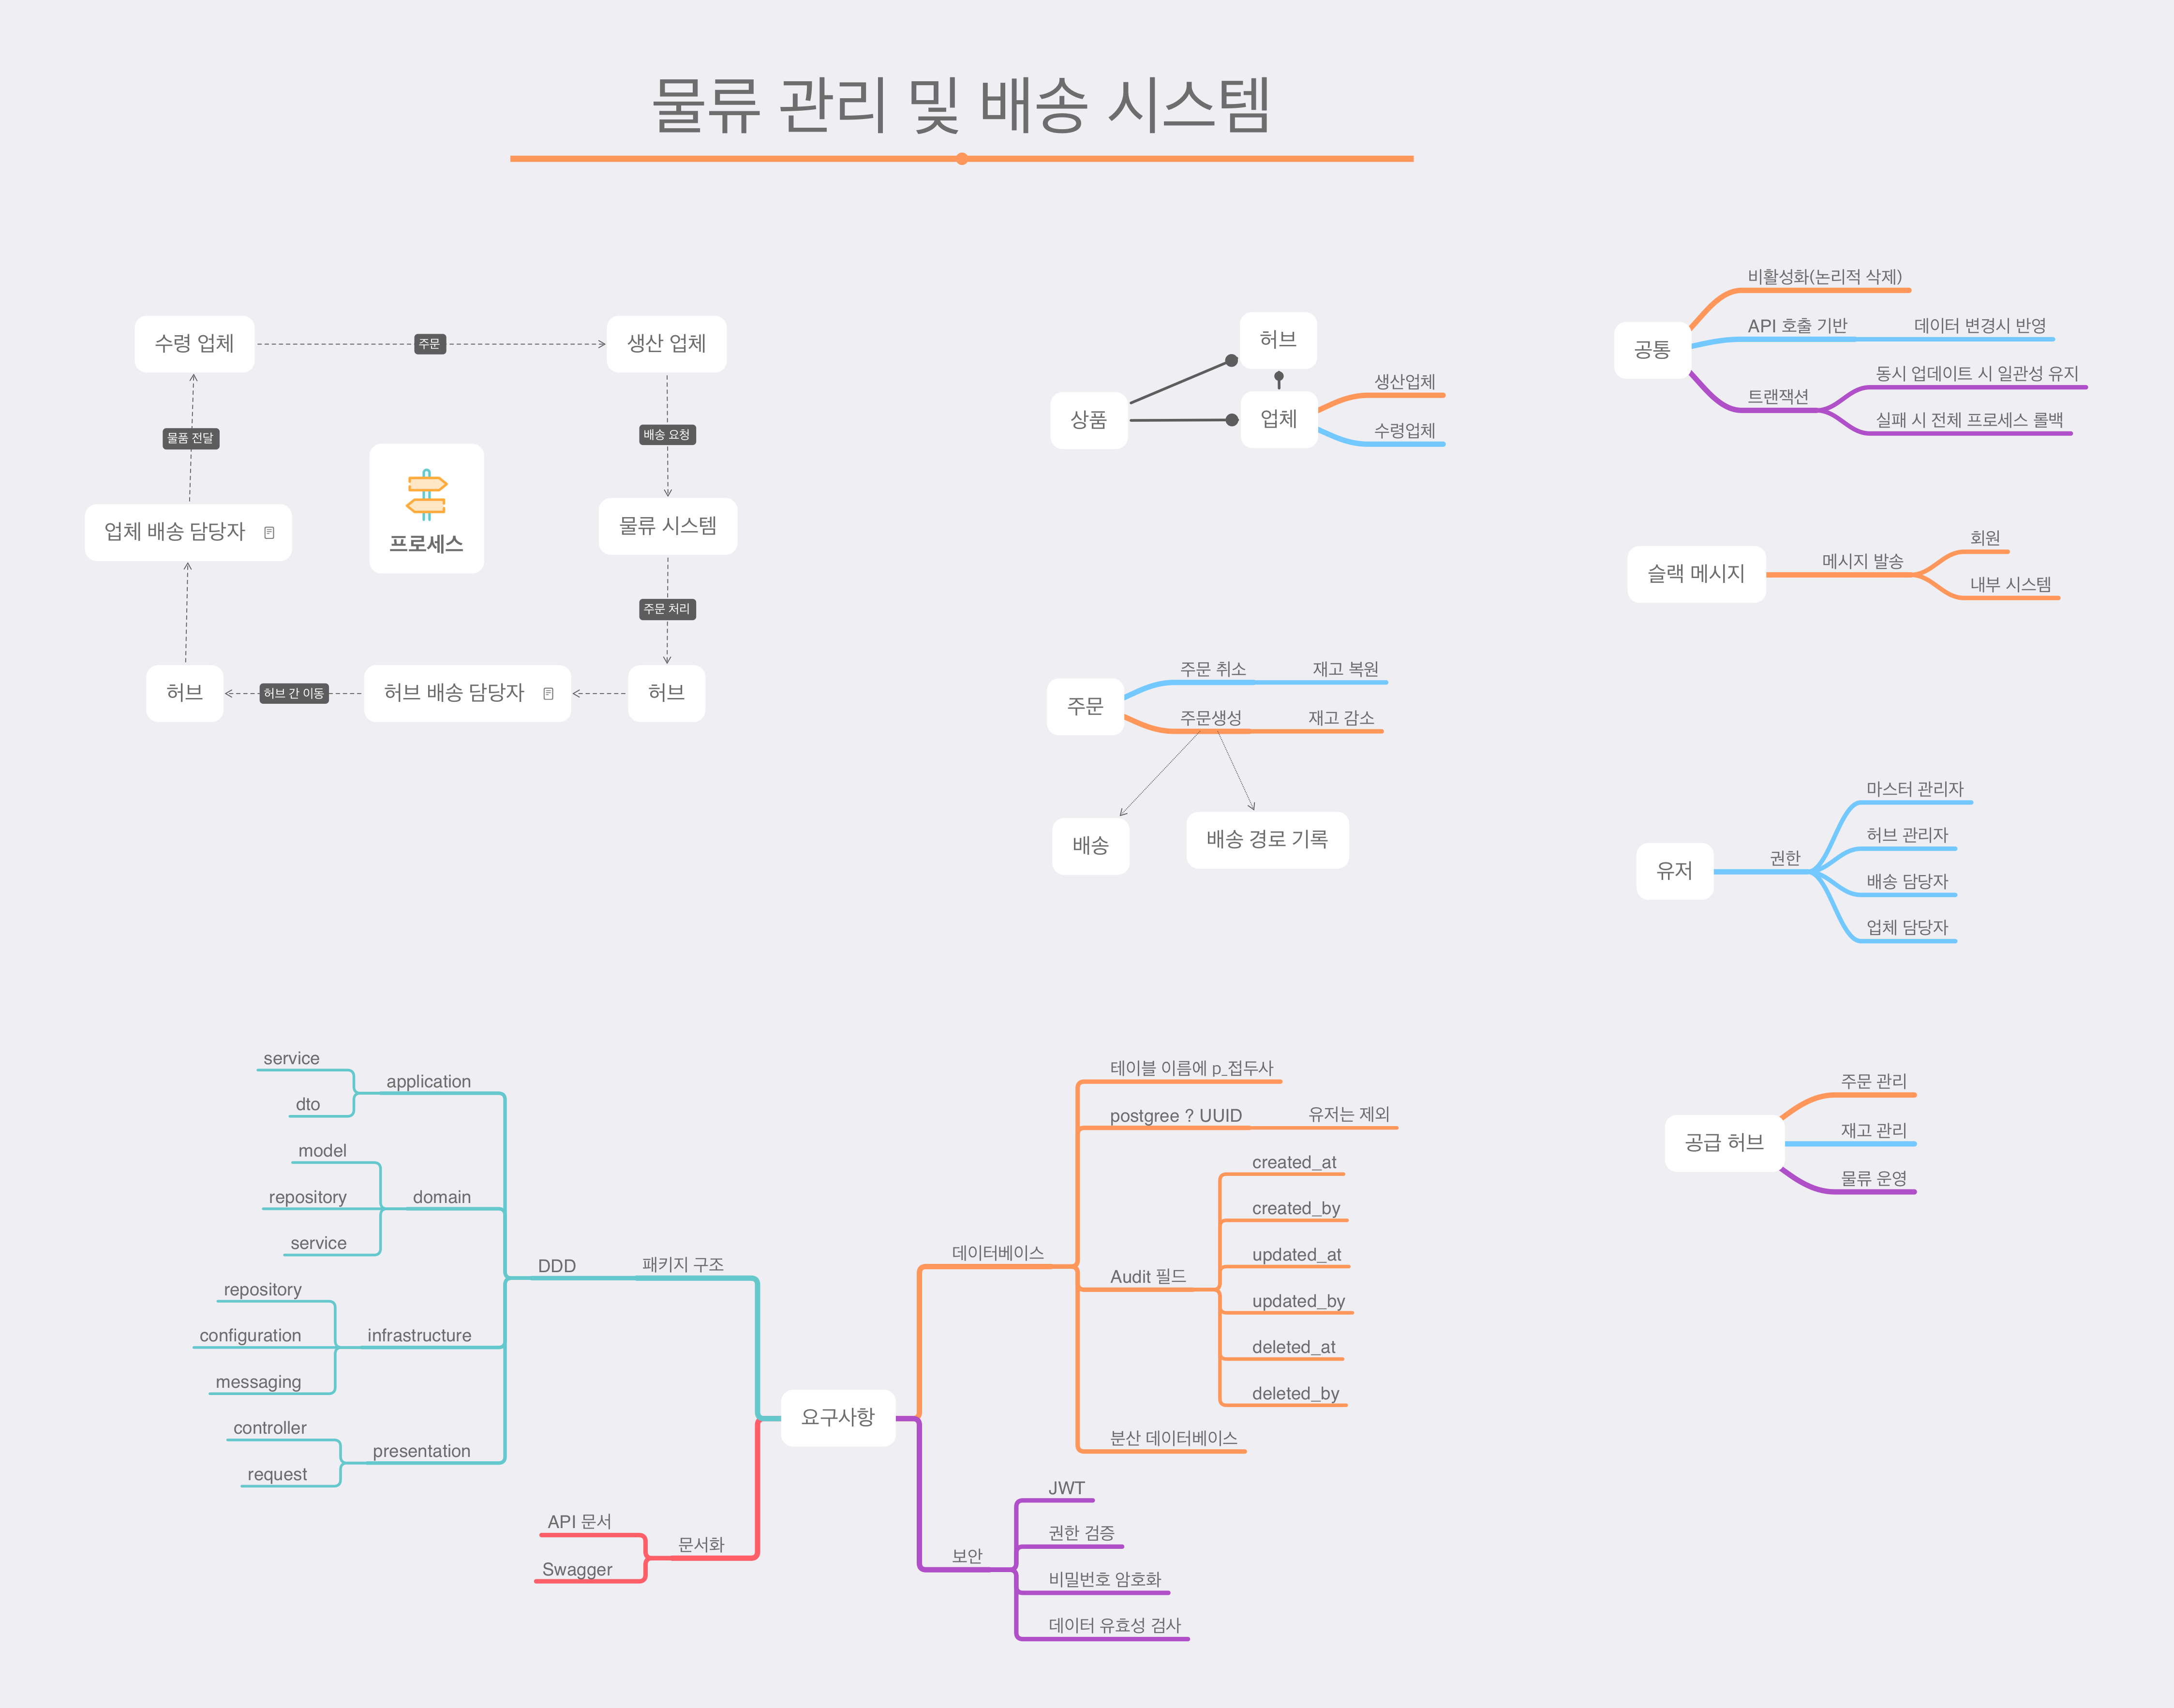 물류 관리 및 배송 시스템
수령 업체
주문
생산 업체
물품 전달
배송 요청
업체 배송 담당자
프로세스
물류 시스템
주문 처리
허브
허브 간 이동
허브 배송 담당자
허브
상품
허브
업체
생산업체
수령업체
주문
주문 취소
재고 복원
주문생성
재고 감소
배송
배송 경로 기록
공통
비활성화(논리적 삭제)
API 호출 기반
데이터 변경시 반영
트랜잭션
동시 업데이트 시 일관성 유지
실패 시 전체 프로세스 롤백
슬랙 메시지
메시지 발송
회원
내부 시스템
유저
권한
마스터 관리자
허브 관리자
배송 담당자
업체 담당자
공급 허브
주문 관리
재고 관리
물류 운영
요구사항
패키지 구조
DDD
application
service
dto
domain
model
repository
service
infrastructure
repository
configuration
messaging
presentation
controller
request
문서화
API 문서
Swagger
데이터베이스
테이블 이름에 p_접두사
postgree ? UUID
유저는 제외
Audit 필드
created_at
created_by
updated_at
updated_by
deleted_at
deleted_by
분산 데이터베이스
보안
JWT
권한 검증
비밀번호 암호화
데이터 유효성 검사